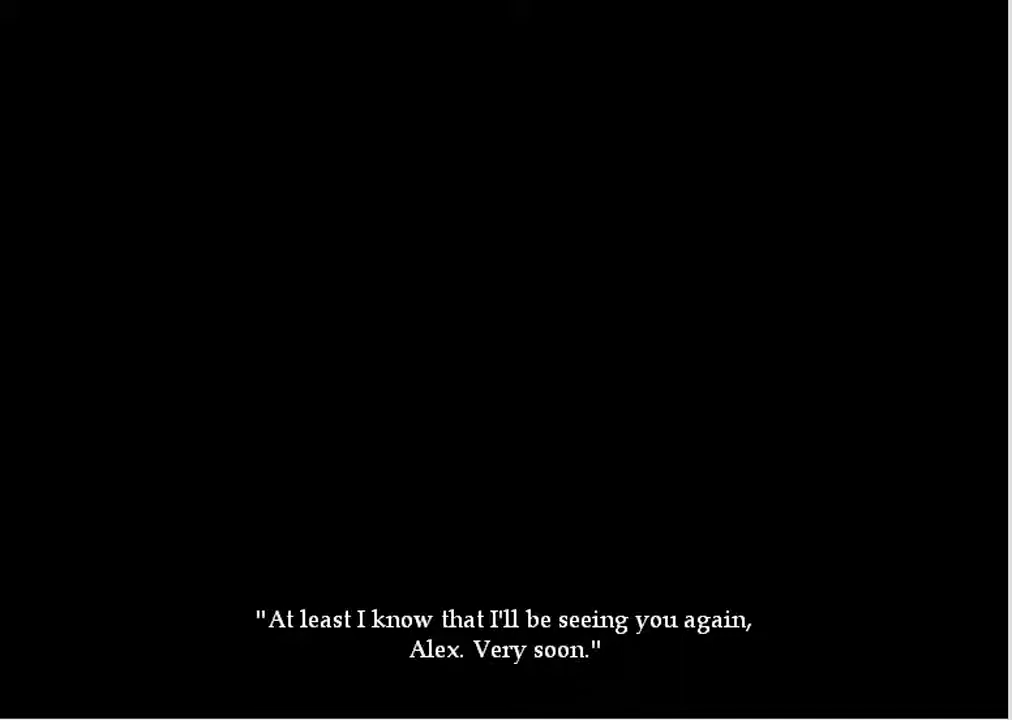 "At least I know that I'll be seeing you again,
Alex. Very soon."